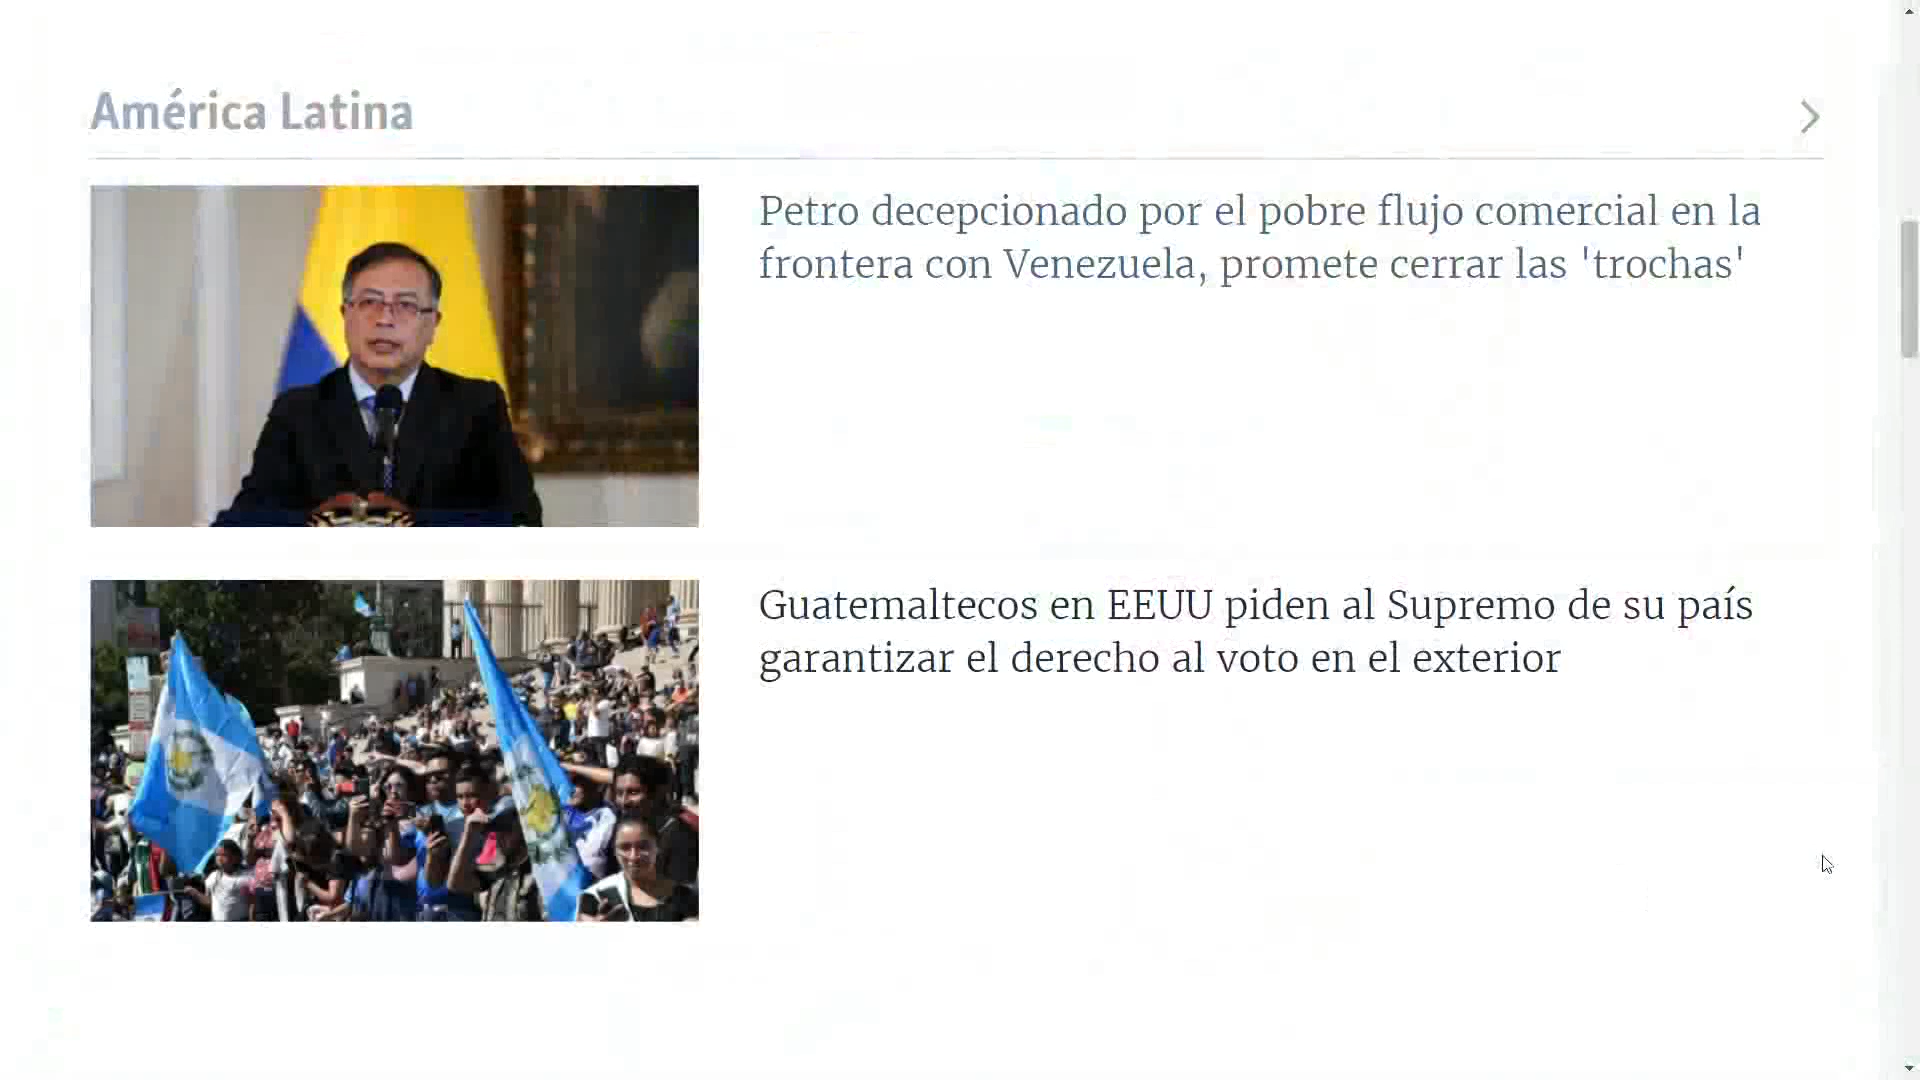 América Latina
Petro decepcionado por el pobre flujo comercial en la
frontera con Venezuela, promete cerrar las 'trochas'
Guatemaltecos en EEUU piden al Supremo de su país
garantizar el derecho al voto en el exterior